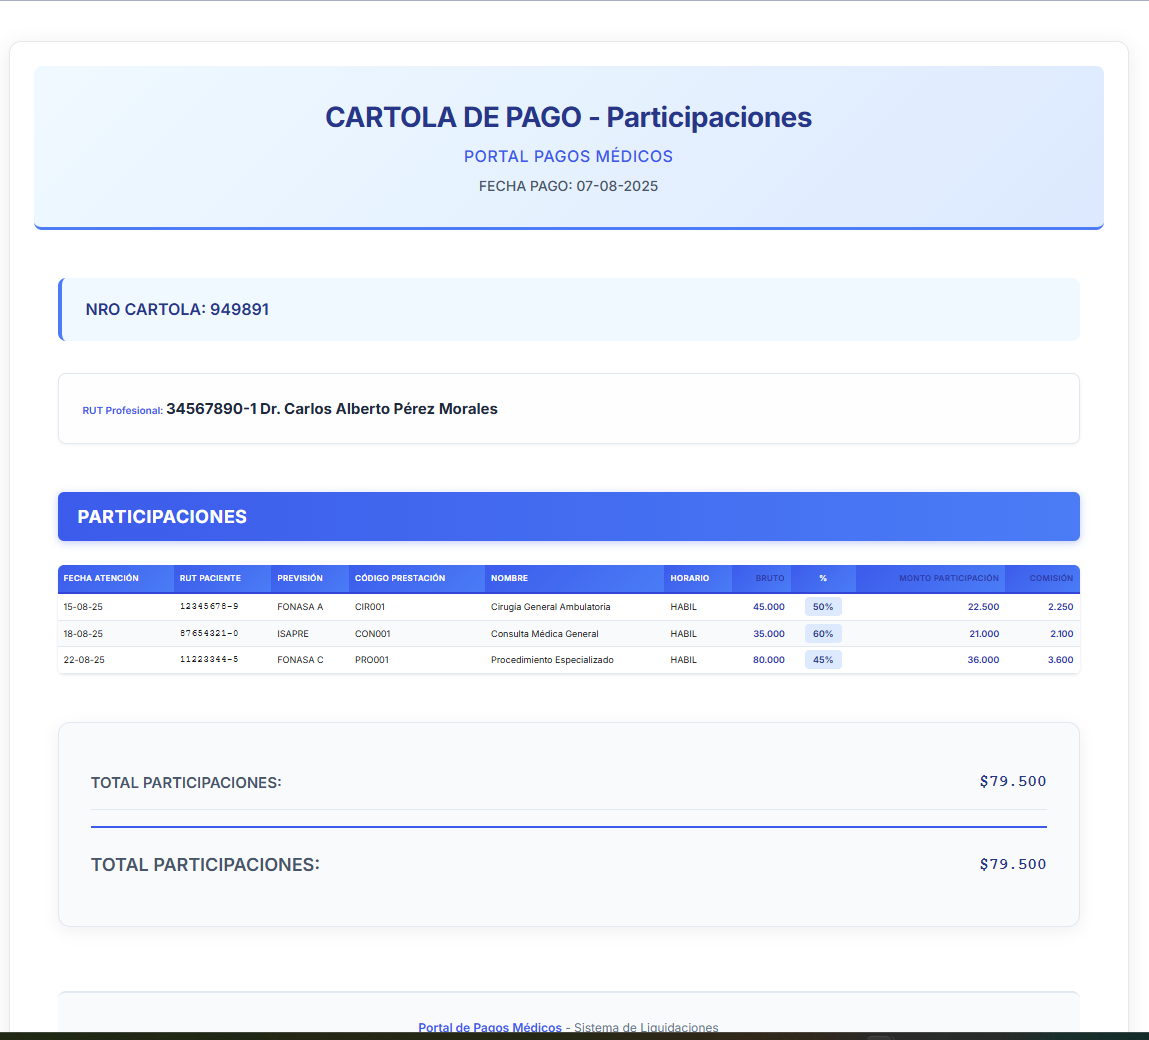 CARTOLA DE PAGO - Participaciones
PORTAL PAGOS MÉDICOS
FECHA PAGO: 07-08-2025
NRO CARTOLA: 949891
RUT Profesional: 34567890-1 Dr. Carlos Alberto Pérez Morales
PARTICIPACIONES
FECHA ATENCIÓN RUT PACIENTE PREVISIÓN CÓDIGO PRESTACIÓN NOMBRE HORARIO BRUTO % MONTO PARTICIPACIÓN COMISIÓN
15-08-25 12345678-9 FONASA A CIR001 Cirugía General Ambulatoria HABIL 45.000 50% 22.500 2.250
18-08-25 87654321-0 ISAPRE CON001 Consulta Médica General HABIL 35.000 60% 21.000 2.100
22-08-25 11223344-5 FONASA C PRO001 Procedimiento Especializado HABIL 80.000 45% 36.000 3.600
TOTAL PARTICIPACIONES: $79.500
TOTAL PARTICIPACIONES: $79.500
Portal de Pagos Médicos - Sistema de Liquidaciones